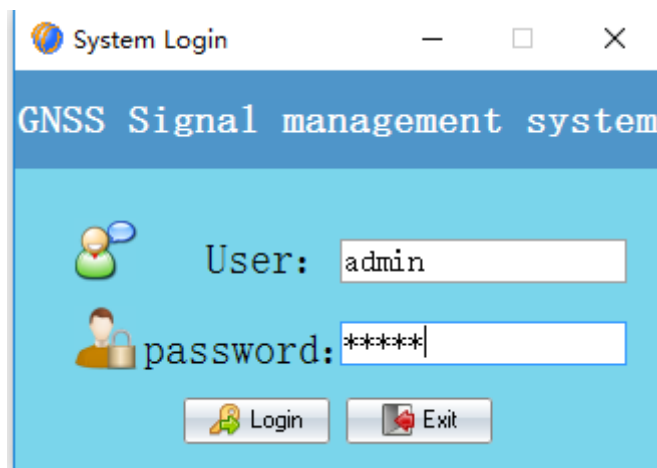 System Login
GNSS Signal management system
User： admin
password：*****
Login Exit